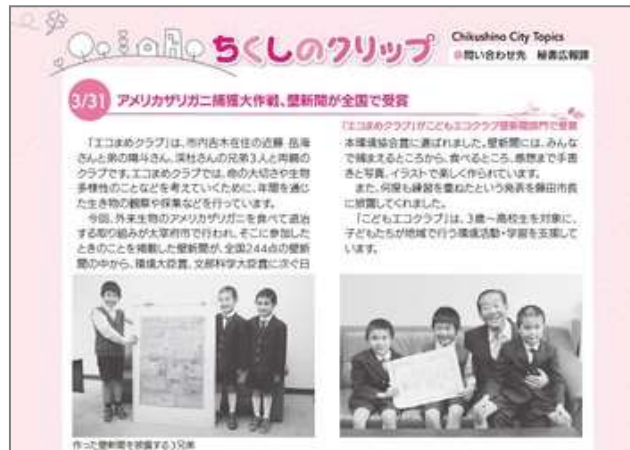 ちくしのクリップ
Chikushino City Topics
問い合わせ先 秘書広報課
3/31 アメリカザリガニ捕獲大作戦、壁新聞が全国で受賞
「エコまめクラブ」がこどもエコクラブ壁新聞部門で受賞
「エコまめクラブ」は、市内吉木在住の近藤 岳海
さんと弟の陽斗さん、渓杜さんの兄弟3人と両親の
クラブです。エコまめクラブでは、命の大切さや生物
多様性のことなどを考えていくために、年間を通じ
た生き物の観察や採集などを行っています。
今回、外来生物のアメリカザリガニを食べて退治
する取り組みが太宰府市で行われ、そこに参加した
ときのことを掲載した壁新聞が、全国244点の壁新
聞の中から、環境大臣賞、文部科学大臣賞に次ぐ日
本環境協会賞に選ばれました。壁新聞には、みんな
で捕まえるところから、食べるところ、感想まで手書
きと写真、イラストで楽しく作られています。
また、何度も練習を重ねたという発表を藤田市長
に披露してくれました。
「こどもエコクラブ」は、3歳〜高校生を対象に、
子どもたちが地域で行う環境活動・学習を支援して
います。
作った壁新聞を披露する3兄弟